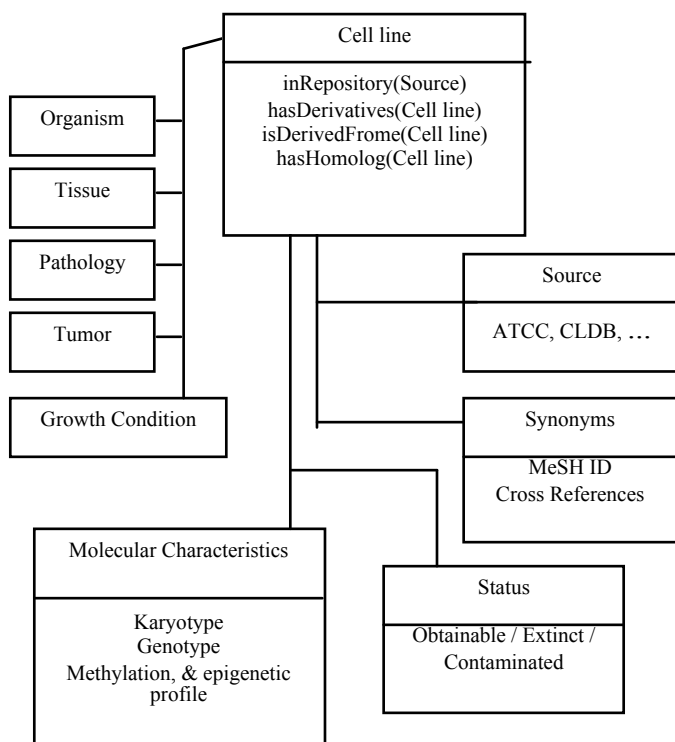 Cell line
inRepository(Source)
hasDerivatives(Cell line)
isDerivedFrome(Cell line)
hasHomolog(Cell line)
Organism
Tissue
Pathology
Tumor
Growth Condition
Source
ATCC, CLDB, ...
Synonyms
MeSH ID
Cross References
Molecular Characteristics
Karyotype
Genotype
Methylation, & epigenetic
profile
Status
Obtainable / Extinct /
Contaminated